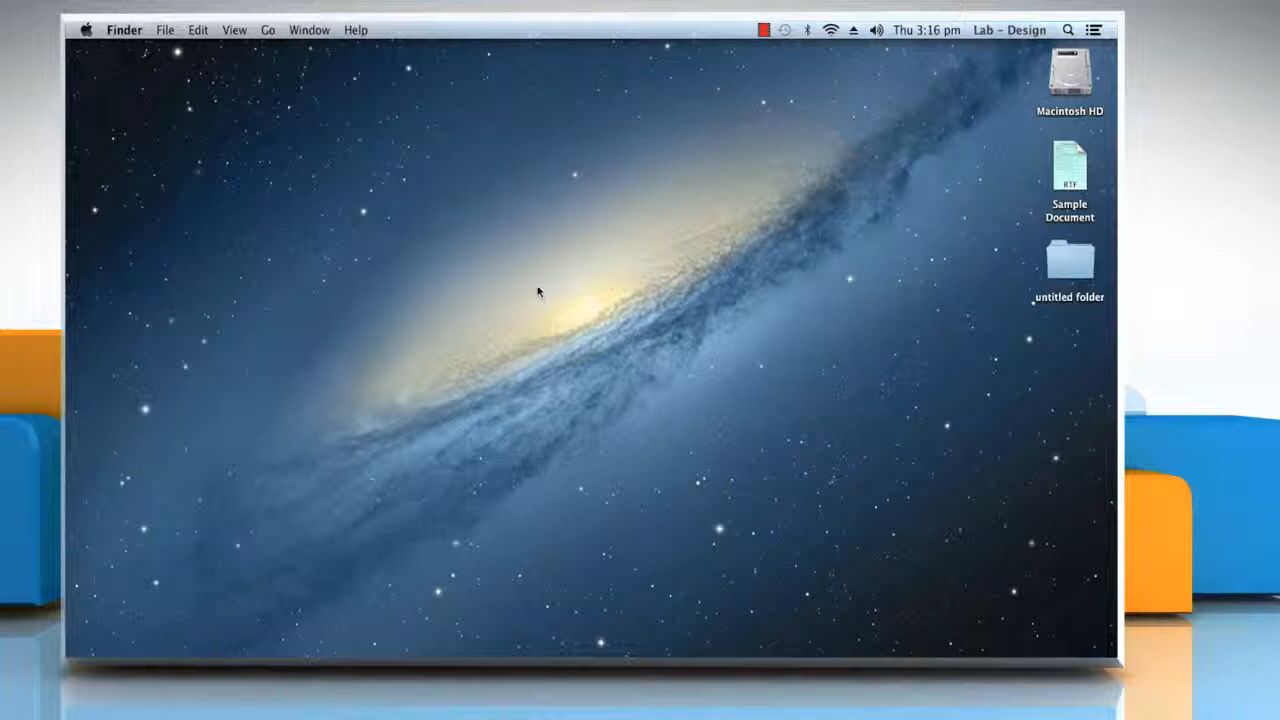 Finder File Edit View Go Window Help Thu 3:16 pm Lab – Design
Macintosh HD
RTF
Sample
Document
untitled folder